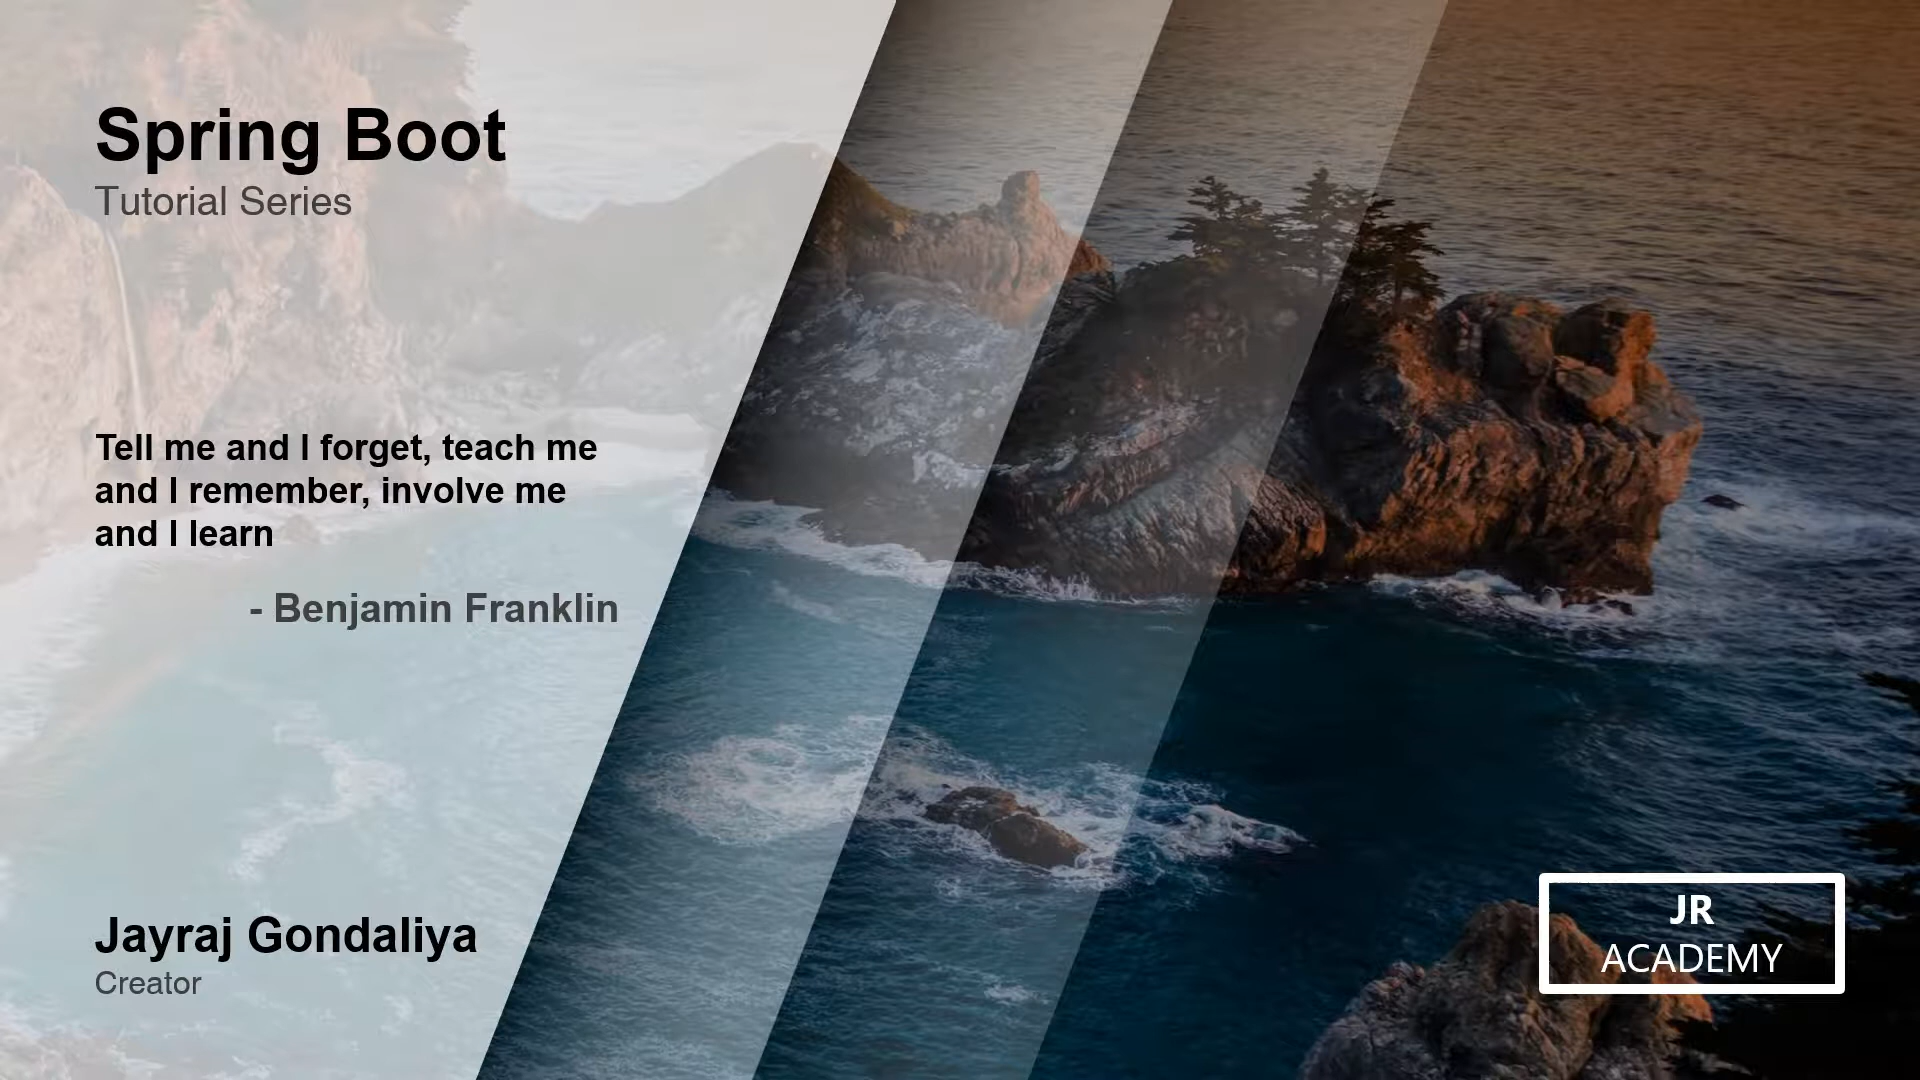 Spring Boot
Tutorial Series
Tell me and I forget, teach me
and I remember, involve me
and I learn
- Benjamin Franklin
Jayraj Gondaliya
Creator
JR
ACADEMY